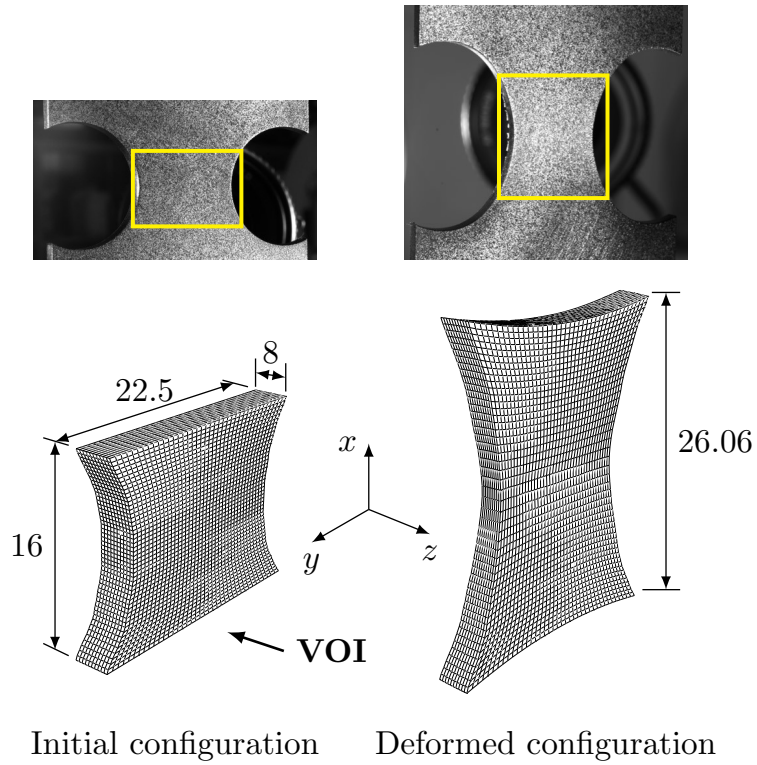 8
22.5
x
26.06
16
y
z
VOI
Initial configuration
Deformed configuration